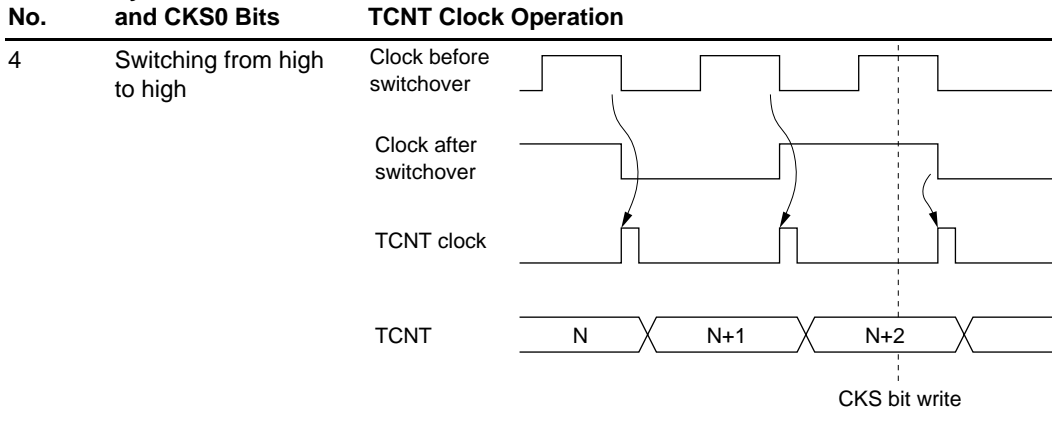 No. and CKS0 Bits TCNT Clock Operation
4 Switching from high Clock before
to high switchover
Clock after
switchover
TCNT clock
TCNT N N+1 N+2
CKS bit write